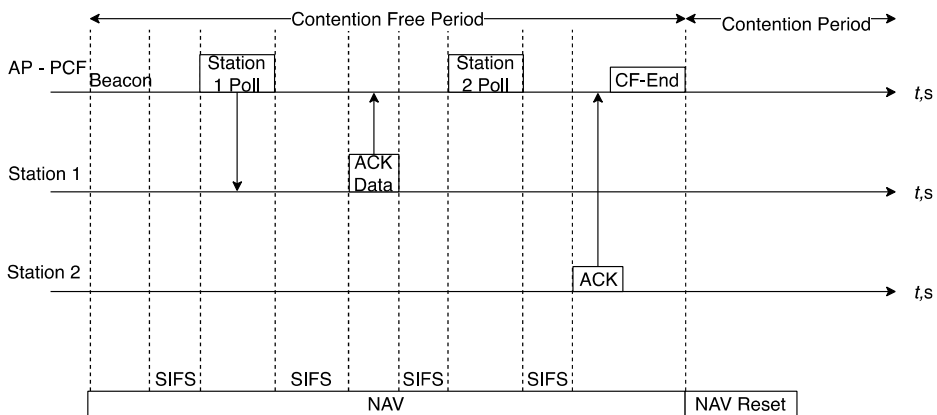 Contention Free Period
Contention Period
AP - PCF
Beacon
Station
1 Poll
Station
2 Poll
CF-End
t,s
Station 1
ACK
Data
t,s
Station 2
ACK
t,s
SIFS
SIFS
SIFS
SIFS
NAV
NAV Reset